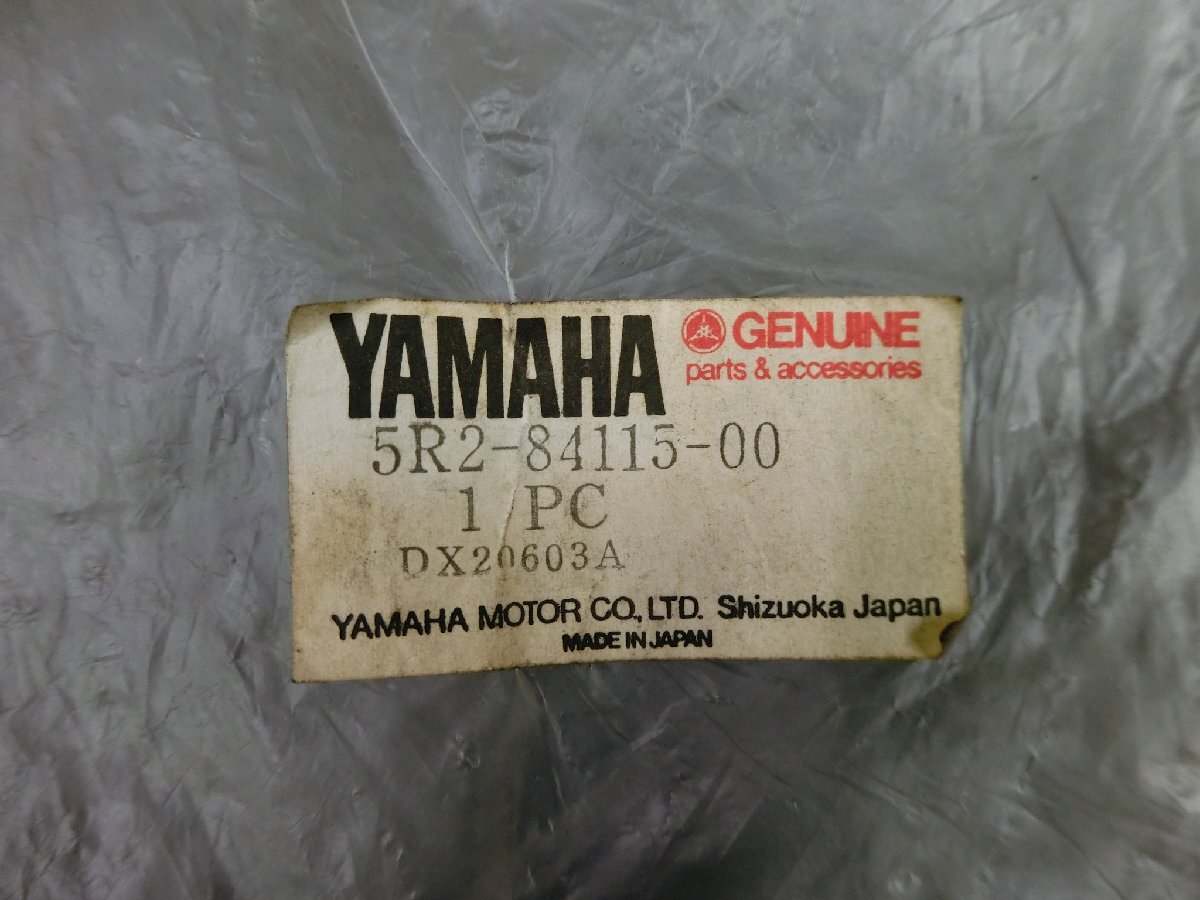 YAMAHA GENUINE
parts & accessories
5R2-84115-00
1/PC
DX20603A
YAMAHA MOTOR CO., LTD. Shizuoka Japan
MADE IN JAPAN